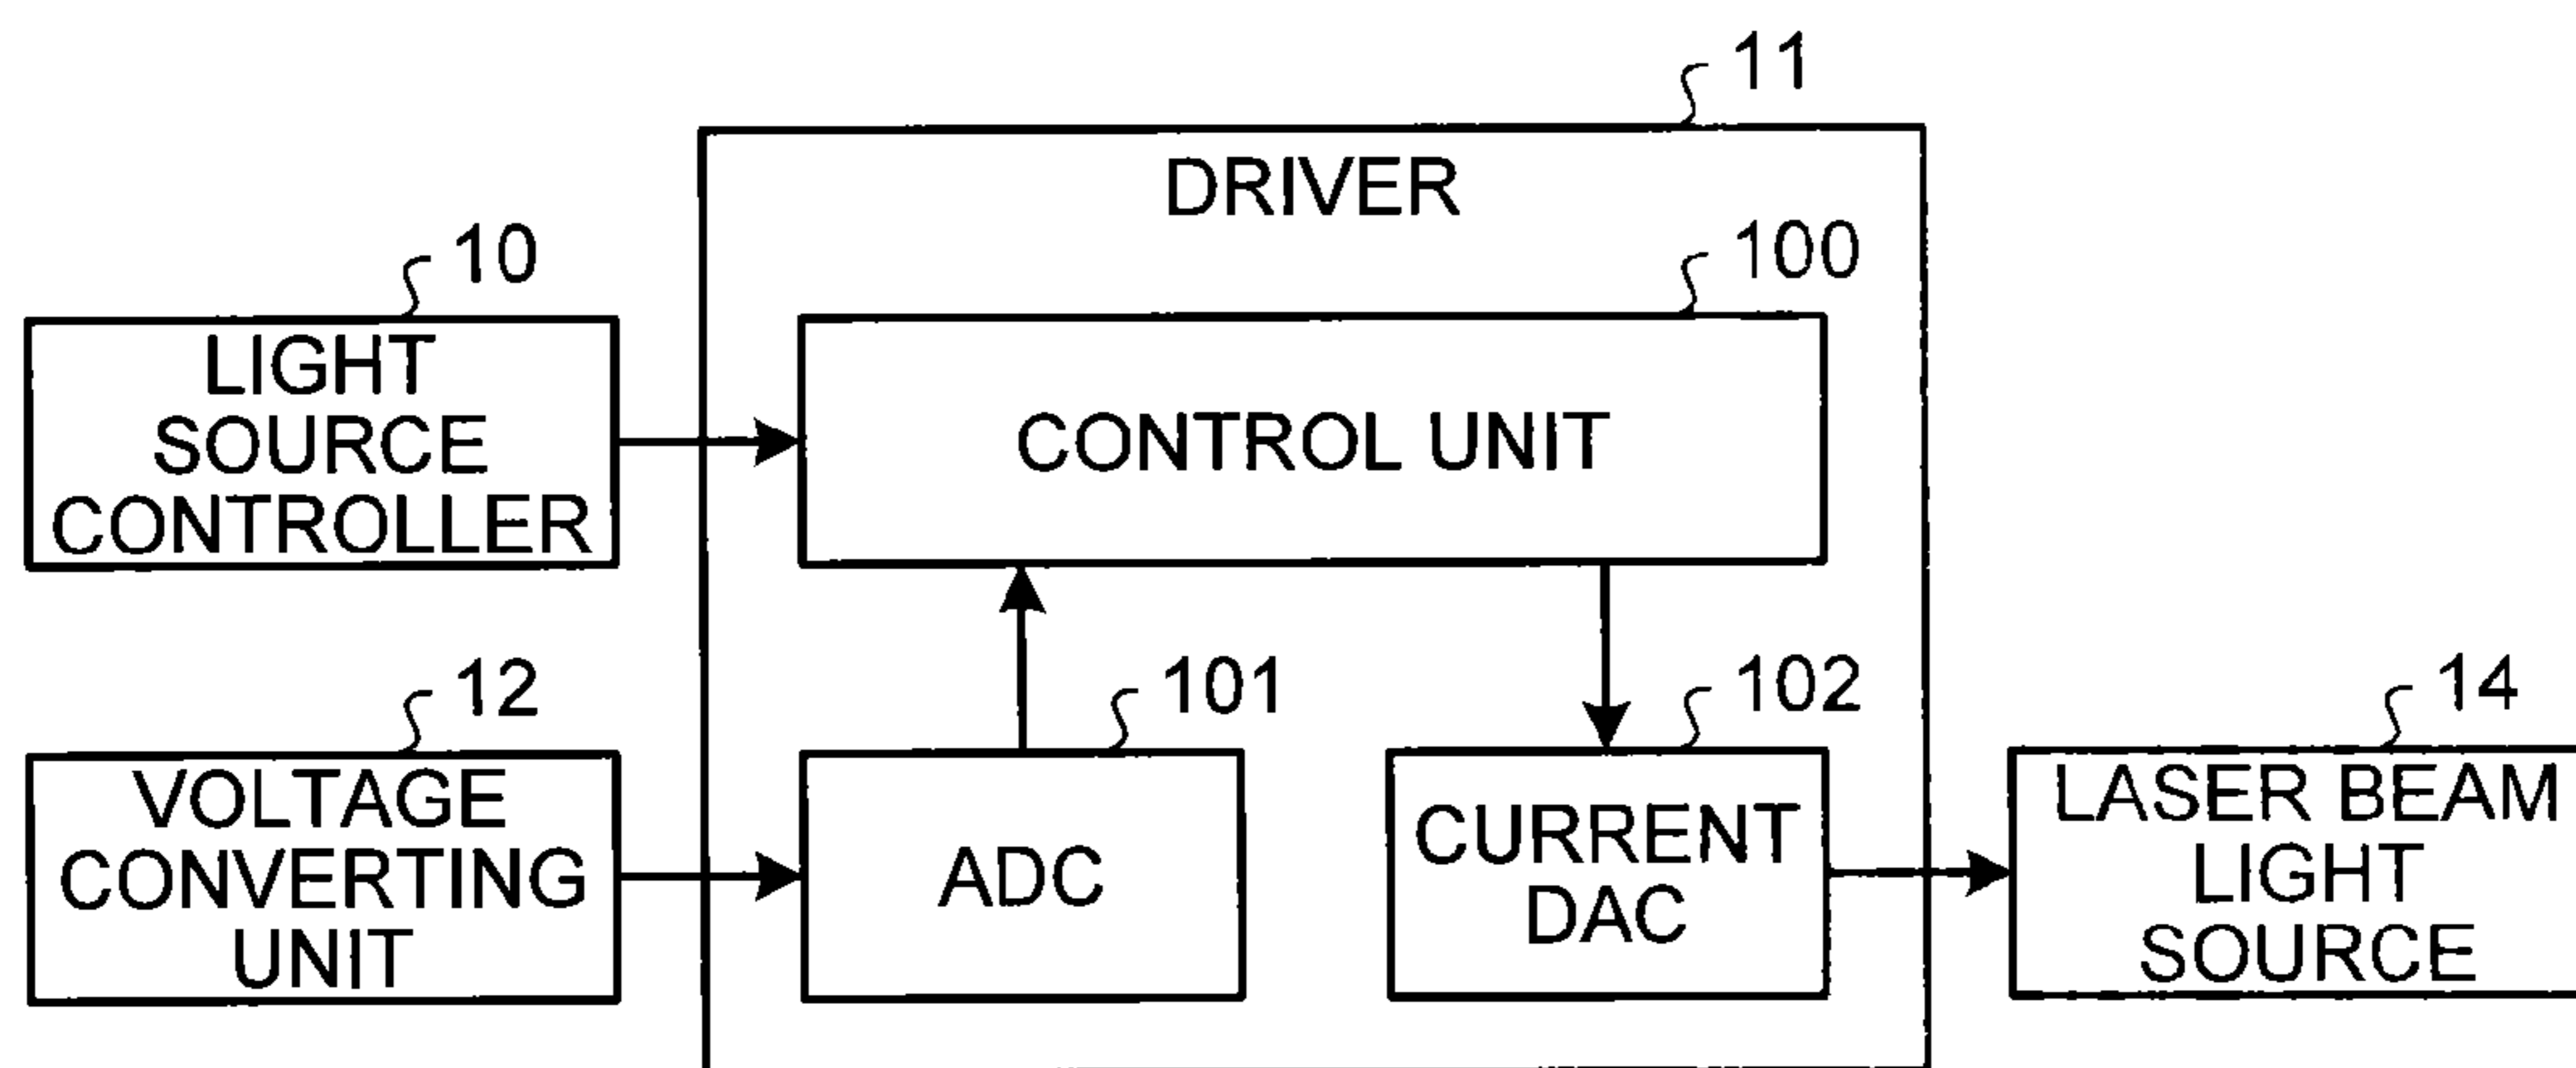 11
DRIVER
10
100
LIGHT
SOURCE
CONTROLLER
CONTROL UNIT
12
101
102
14
VOLTAGE
CONVERTING
UNIT
ADC
CURRENT
DAC
LASER BEAM
LIGHT
SOURCE